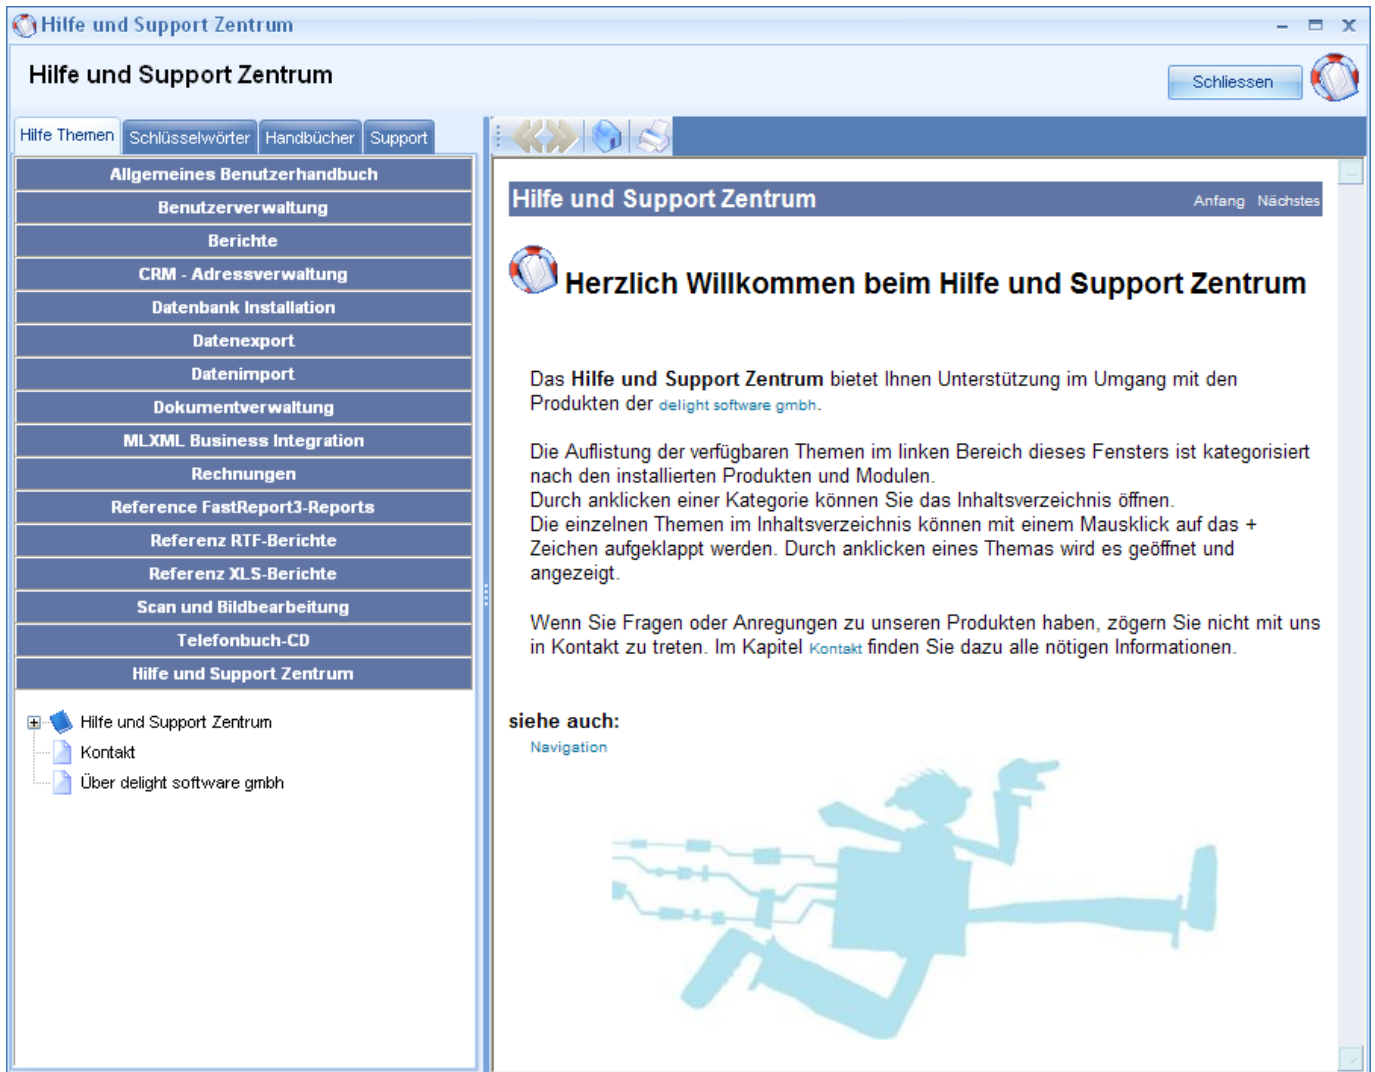 Hilfe und Support Zentrum
Hilfe und Support Zentrum
Schliessen
Hilfe Themen
Schlüsselwörter
Handbücher
Support
Allgemeines Benutzerhandbuch
Benutzerverwaltung
Berichte
CRM - Adressverwaltung
Datenbank Installation
Datenexport
Datenimport
Dokumentverwaltung
MLXML Business Integration
Rechnungen
Reference FastReport3-Reports
Referenz RTF-Berichte
Referenz XLS-Berichte
Scan und Bildbearbeitung
Telefonbuch-CD
Hilfe und Support Zentrum
Hilfe und Support Zentrum
Kontakt
Über delight software gmbh
Hilfe und Support Zentrum
Anfang Nächstes
Herzlich Willkommen beim Hilfe und Support Zentrum
Das Hilfe und Support Zentrum bietet Ihnen Unterstützung im Umgang mit den
Produkten der delight software gmbh.
Die Auflistung der verfügbaren Themen im linken Bereich dieses Fensters ist kategorisiert
nach den installierten Produkten und Modulen.
Durch anklicken einer Kategorie können Sie das Inhaltsverzeichnis öffnen.
Die einzelnen Themen im Inhaltsverzeichnis können mit einem Mausklick auf das +
Zeichen aufgeklappt werden. Durch anklicken eines Themas wird es geöffnet und
angezeigt.
Wenn Sie Fragen oder Anregungen zu unseren Produkten haben, zögern Sie nicht mit uns
in Kontakt zu treten. Im Kapitel Kontakt finden Sie dazu alle nötigen Informationen.
siehe auch:
Navigation